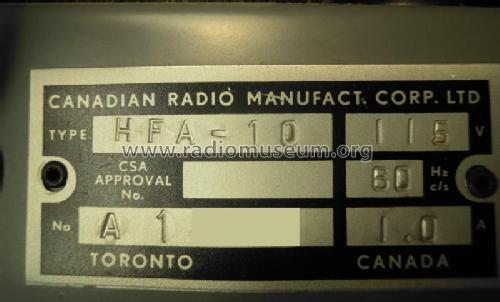 CANADIAN RADIO MANUFACT. CORP. LTD
TYPE HFA-10 115 V
www.radiomuseum.org
CSA APPROVAL No. 60 Hz c/s
No A 1 1.0 A
TORONTO CANADA